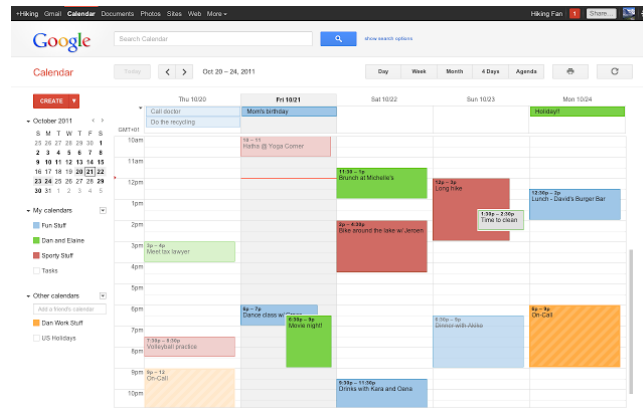 +Hiking Gmail Calendar Documents Photos Sites Web More
Hiking Fan 1 Share...
Google
Search Calendar
show search options
Calendar
Today
Oct 20 – 24, 2011
Day Week Month 4 Days Agenda
CREATE
October 2011
S M T W T F S
25 26 27 28 29 30 1
2 3 4 5 6 7 8
9 10 11 12 13 14 15
16 17 18 19 20 21 22
23 24 25 26 27 28 29
30 31 1 2 3 4 5
My calendars
Fun Stuff
Dan and Elaine
Sporty Stuff
Tasks
Other calendars
Add a friend's calendar
Dan Work Stuff
US Holidays
Thu 10/20 Fri 10/21 Sat 10/22 Sun 10/23 Mon 10/24
Call doctor Mom's birthday Holiday!!
Do the recycling
GMT+01
10am
11am
12pm
1pm
2pm
3pm
4pm
5pm
6pm
7pm
8pm
9pm
10pm
3p – 4p
Meet tax lawyer
7:30p – 8:30p
Volleyball practice
9p – 12
On-Call
10 – 11
Hatha @ Yoga Corner
6p – 7p
Dance class w/
6:30p – 9p
Movie night!
11:30 – 1p
Brunch at Michelle's
2p – 4:30p
Bike around the lake w/ Jeroen
9:30p – 11:30p
Drinks with Kara and Oana
12p – 3p
Long hike
1:30p – 2:30p
Time to clean
6:30p – 9p
Dinner with Akiko
12:30p – 2p
Lunch - David's Burger Bar
6p – 9p
On-Call